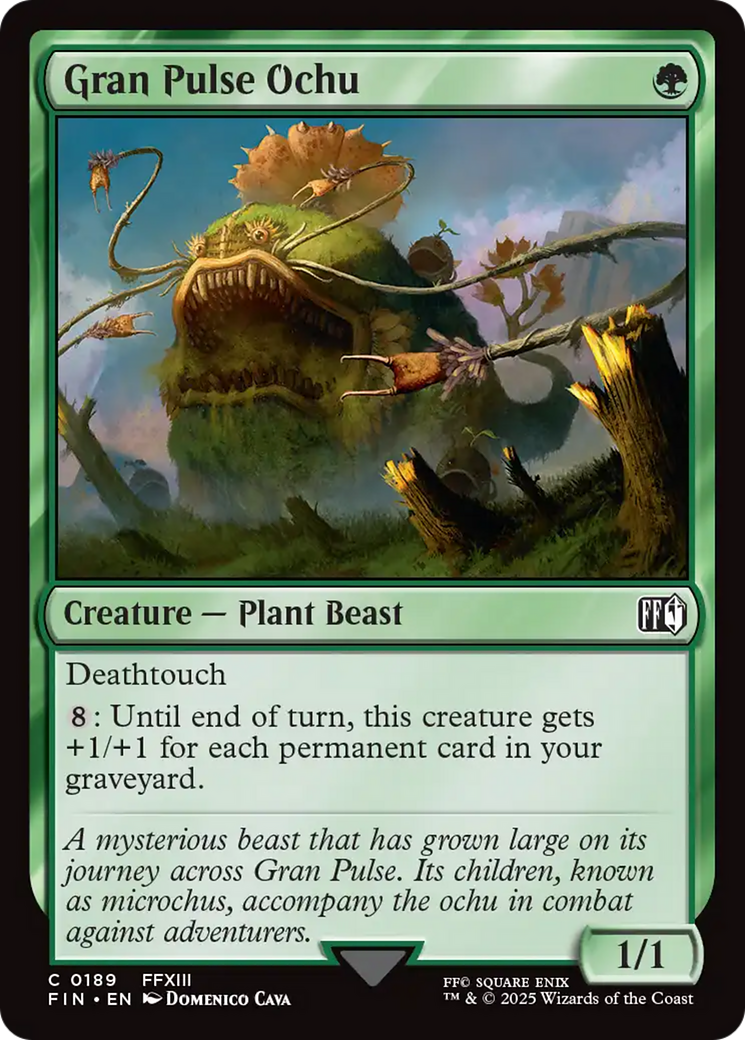 Gran Pulse Ochu
Creature — Plant Beast
FF
Deathtouch
8: Until end of turn, this creature gets
+1/+1 for each permanent card in your
graveyard.
A mysterious beast that has grown large on its
journey across Gran Pulse. Its children, known
as microchus, accompany the ochu in combat
against adventurers.
1/1
C 0189 FFXIII
FIN • EN Domenico Cava
FF© SQUARE ENIX
™ & © 2025 Wizards of the Coast